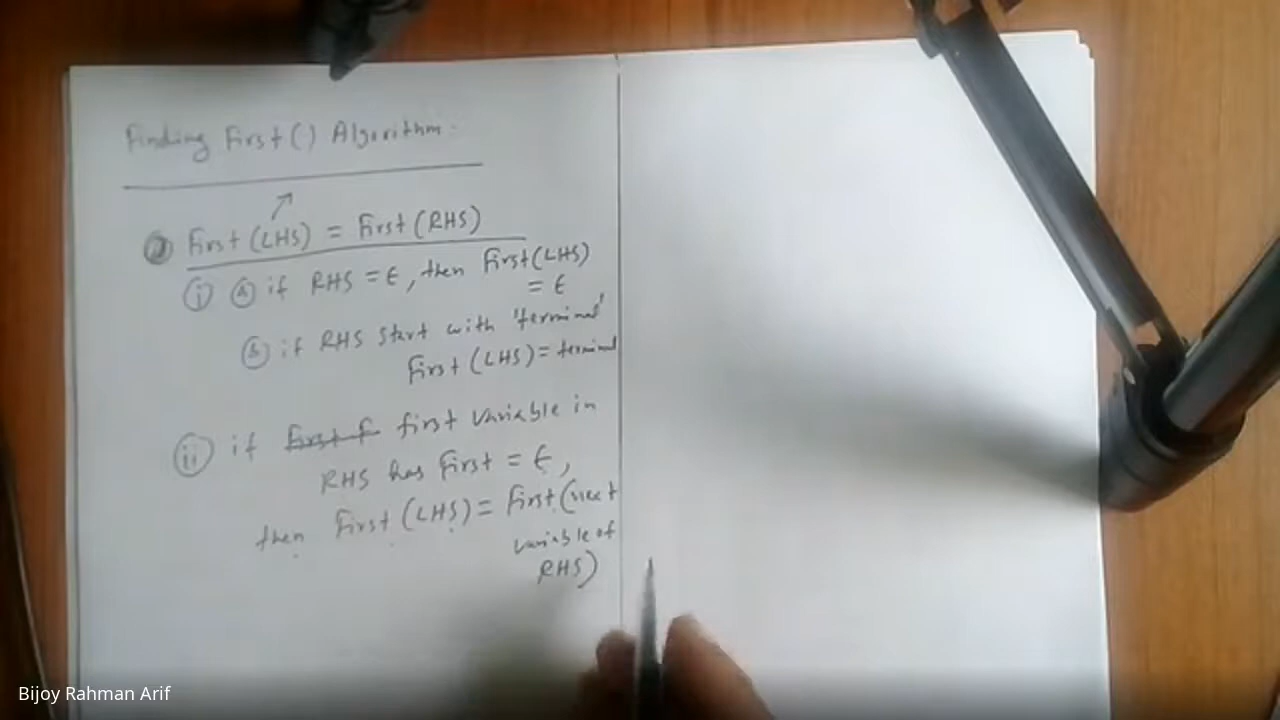 Finding First() Algorithm:
First (LHS) = First (RHS)
(i) (a) if RHS = ϵ, then First(LHS)
= ϵ
(b) if RHS start with 'terminal'
First (LHS) = terminal
(ii) if first variable in
RHS has First = ϵ,
then First (LHS) = First (next
variable of
RHS)
Bijoy Rahman Arif